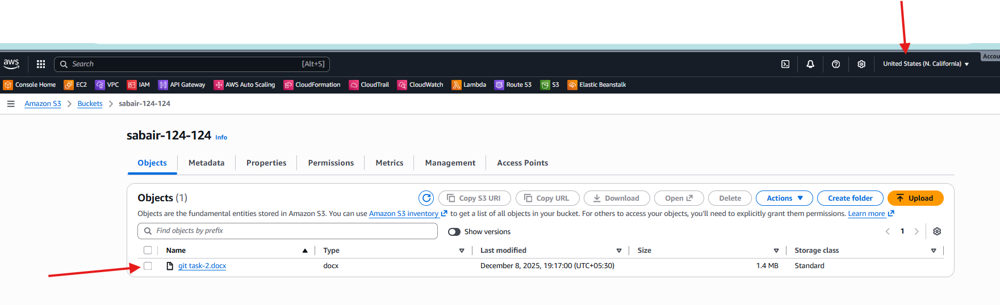 Accou
aws Search [Alt+S] United States (N. California)
Console Home EC2 VPC IAM API Gateway AWS Auto Scaling CloudFormation CloudTrail CloudWatch Lambda Route 53 S3 Elastic Beanstalk
Amazon S3 > Buckets > sabair-124-124
sabair-124-124 Info
Objects Metadata Properties Permissions Metrics Management Access Points
Objects (1) Copy S3 URI Copy URL Download Open Delete Actions Create folder Upload
Objects are the fundamental entities stored in Amazon S3. You can use Amazon S3 inventory to get a list of all objects in your bucket. For others to access your objects, you'll need to explicitly grant them permissions. Learn more
Find objects by prefix Show versions 1
Name Type Last modified Size Storage class
git task-2.docx docx December 8, 2025, 19:17:00 (UTC+05:30) 1.4 MB Standard